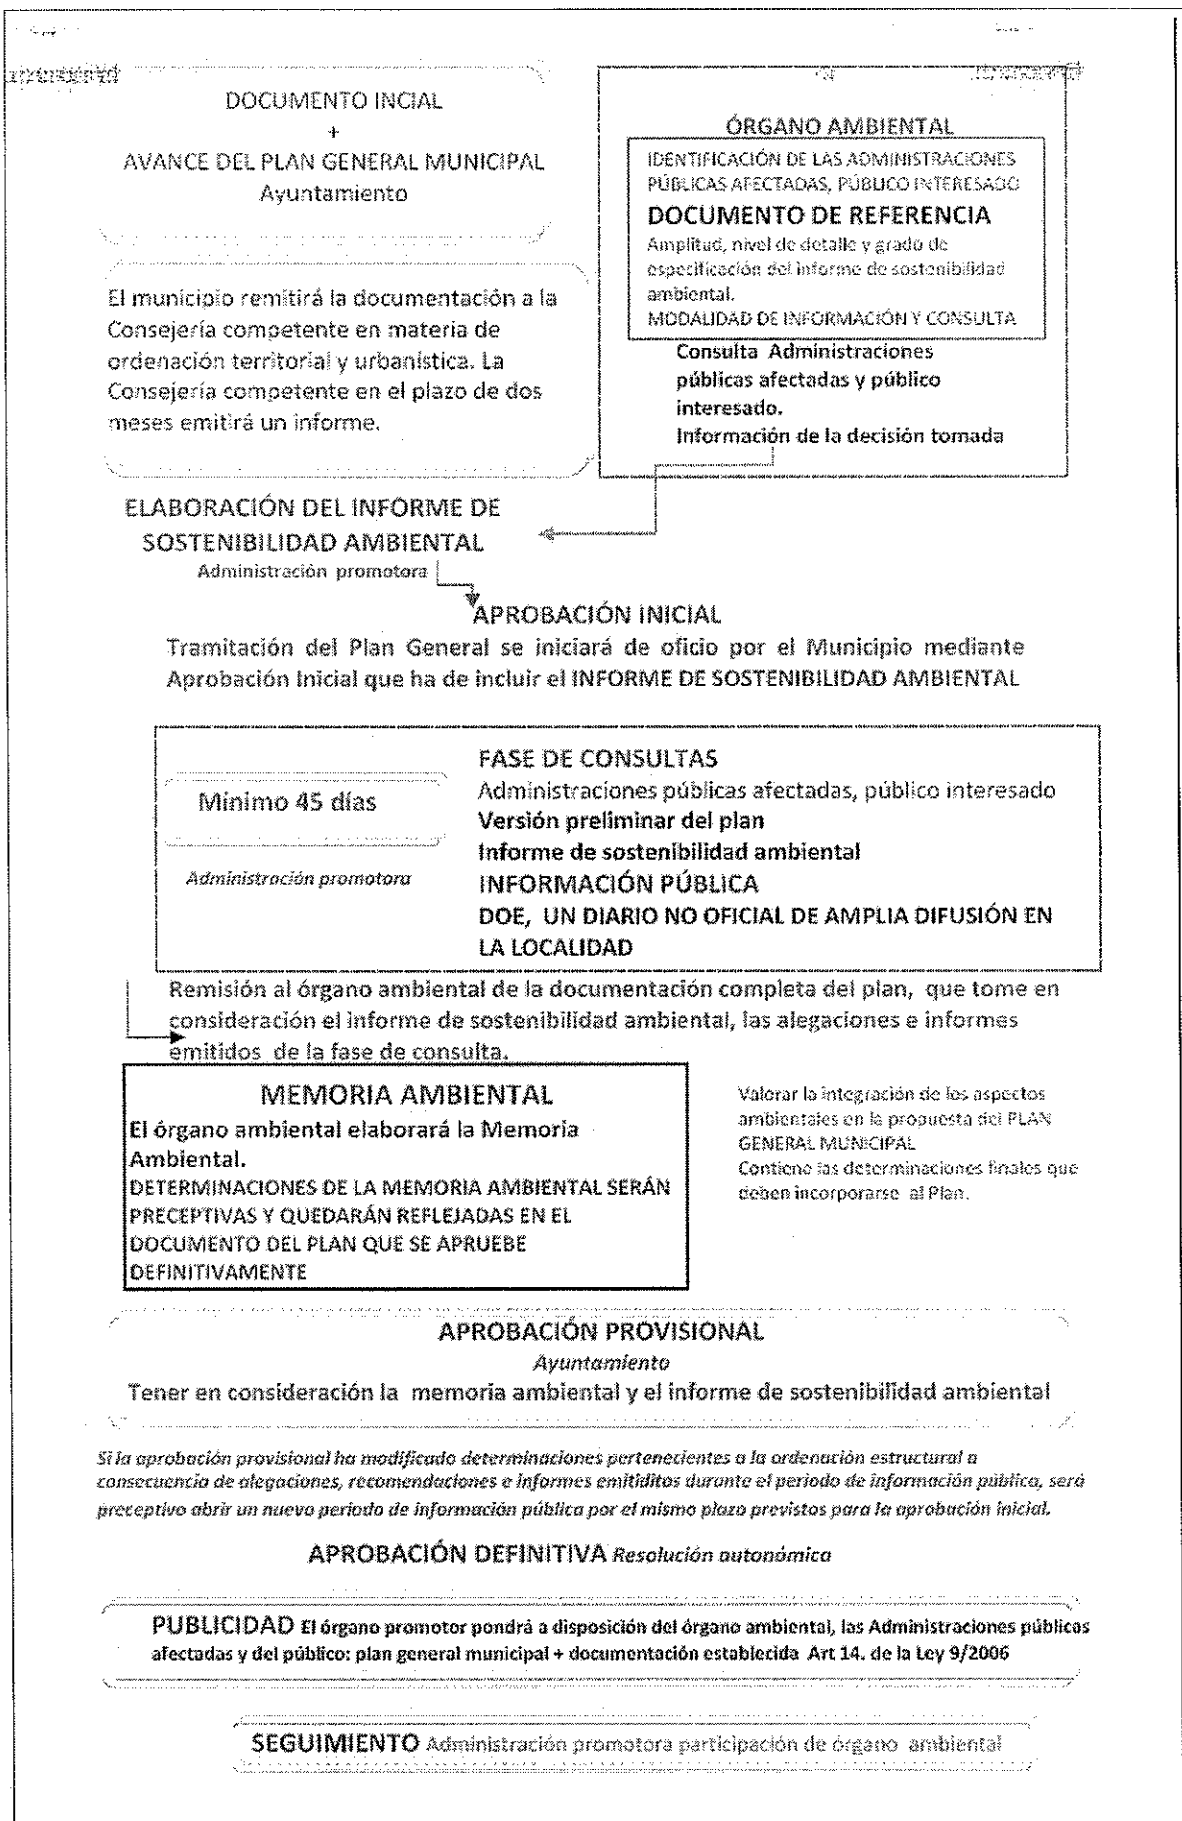 DOCUMENTO INCIAL
+
AVANCE DEL PLAN GENERAL MUNICIPAL
Ayuntamiento
El municipio remitirá la documentación a la
Consejería competente en materia de
ordenación territorial y urbanística. La
Consejería competente en el plazo de dos
meses emitirá un informe.
ÓRGANO AMBIENTAL
IDENTIFICACIÓN DE LAS ADMINISTRACIONES
PÚBLICAS AFECTADAS, PÚBLICO INTERESADO
DOCUMENTO DE REFERENCIA
Amplitud, nivel de detalle y grado de
especificación del informe de sostenibilidad
ambiental.
MODALIDAD DE INFORMACIÓN Y CONSULTA
Consulta Administraciones
públicas afectadas y público
interesado.
Información de la decisión tomada
ELABORACIÓN DEL INFORME DE
SOSTENIBILIDAD AMBIENTAL
Administración promotora
APROBACIÓN INICIAL
Tramitación del Plan General se iniciará de oficio por el Municipio mediante
Aprobación Inicial que ha de incluir el INFORME DE SOSTENIBILIDAD AMBIENTAL
Mínimo 45 días
Administración promotora
FASE DE CONSULTAS
Administraciones públicas afectadas, público interesado
Versión preliminar del plan
Informe de sostenibilidad ambiental
INFORMACIÓN PÚBLICA
DOE, UN DIARIO NO OFICIAL DE AMPLIA DIFUSIÓN EN
LA LOCALIDAD
Remisión al órgano ambiental de la documentación completa del plan, que tome en
consideración el informe de sostenibilidad ambiental, las alegaciones e informes
emitidos de la fase de consulta.
MEMORIA AMBIENTAL
El órgano ambiental elaborará la Memoria
Ambiental.
DETERMINACIONES DE LA MEMORIA AMBIENTAL SERÁN
PRECEPTIVAS Y QUEDARÁN REFLEJADAS EN EL
DOCUMENTO DEL PLAN QUE SE APRUEBE
DEFINITIVAMENTE
Valorar la integración de los aspectos
ambientales en la propuesta del PLAN
GENERAL MUNICIPAL
Contiene las determinaciones finales que
deben incorporarse al Plan.
APROBACIÓN PROVISIONAL
Ayuntamiento
Tener en consideración la memoria ambiental y el informe de sostenibilidad ambiental
Si la aprobación provisional ha modificado determinaciones pertenecientes a la ordenación estructural a
consecuencia de alegaciones, recomendaciones e informes emitiditos durante el periodo de información pública, será
preceptivo abrir un nuevo periodo de información pública por el mismo plazo previstos para la aprobación inicial.
APROBACIÓN DEFINITIVA Resolución autonómica
PUBLICIDAD El órgano promotor pondrá a disposición del órgano ambiental, las Administraciones públicas
afectadas y del público: plan general municipal + documentación establecida Art 14. de la Ley 9/2006
SEGUIMIENTO Administración promotora participación de órgano ambiental